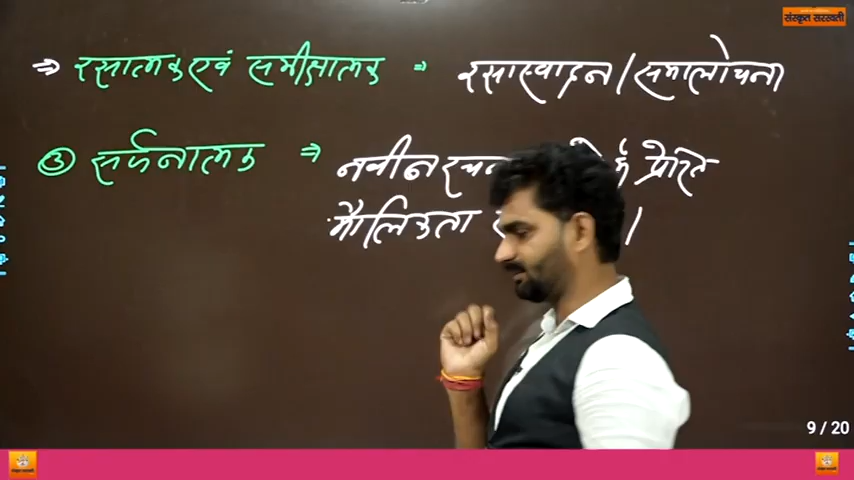 संस्कृत सरस्वती
⇒ रसात्मक एवं समीक्षात्मक ⇒ रसास्वादन / समालोचना
③ सर्जनात्मक ⇒ नवीन प्रेरित
मौलिकता
9 / 20